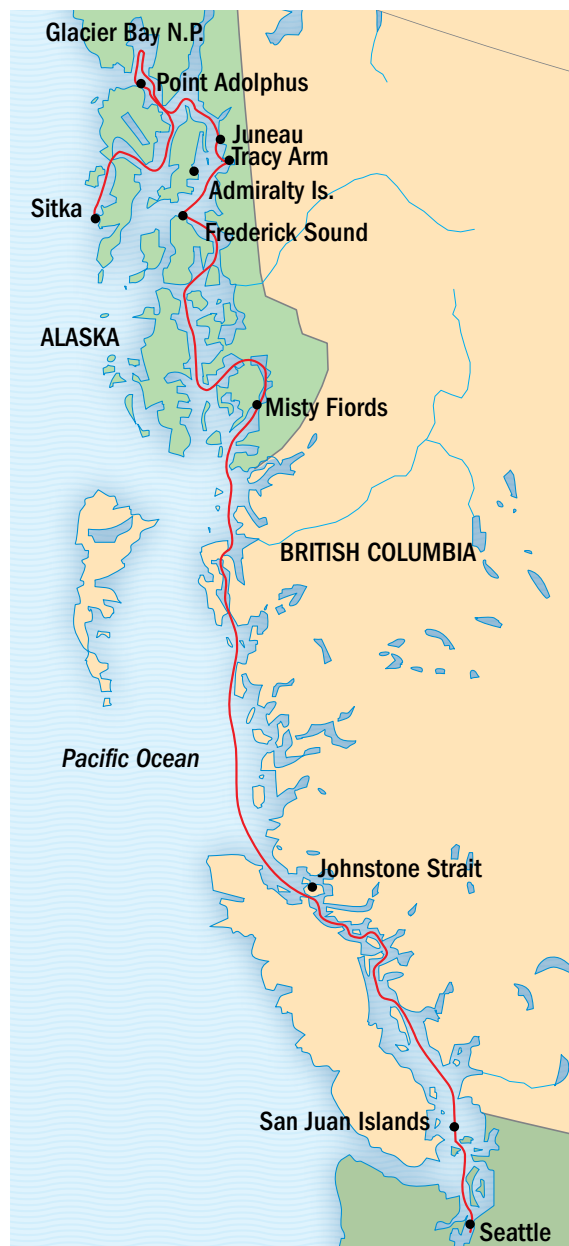 Glacier Bay N.P.
Point Adolphus
Juneau
Tracy Arm
Admiralty Is.
Sitka
Frederick Sound
ALASKA
Misty Fiords
BRITISH COLUMBIA
Pacific Ocean
Johnstone Strait
San Juan Islands
Seattle